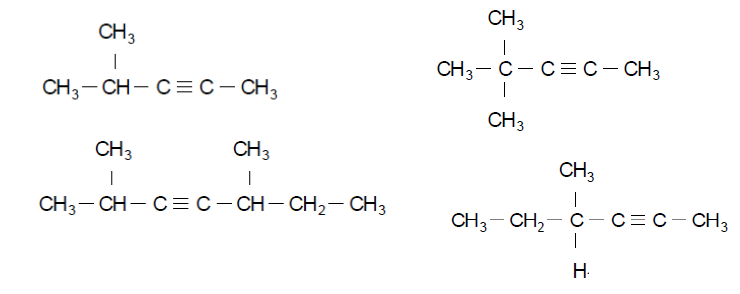 CH₃
|
CH₃ – CH – C ≡ C – CH₃
CH₃
|
CH₃ – C – C ≡ C – CH₃
|
CH₃
CH₃ CH₃
| |
CH₃ – CH – C ≡ C – CH – CH₂ – CH₃
CH₃
|
CH₃ – CH₂ – C – C ≡ C – CH₃
|
H.